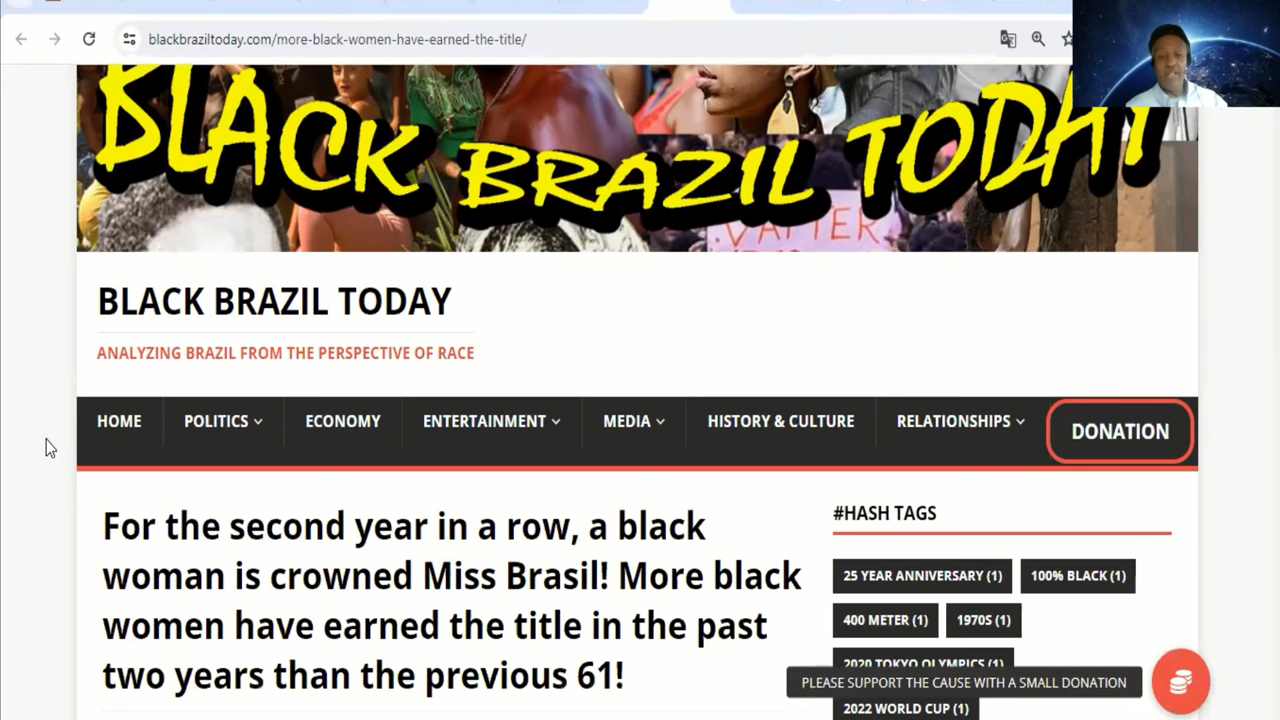 blackbraziltoday.com/more-black-women-have-earned-the-title/
BLACK BRAZIL TODAY
BLACK BRAZIL TODAY
ANALYZING BRAZIL FROM THE PERSPECTIVE OF RACE
HOME POLITICS ECONOMY ENTERTAINMENT MEDIA HISTORY & CULTURE RELATIONSHIPS DONATION
For the second year in a row, a black
woman is crowned Miss Brasil! More black
women have earned the title in the past
two years than the previous 61!
#HASH TAGS
25 YEAR ANNIVERSARY (1) 100% BLACK (1)
400 METER (1) 1970S (1)
2020 TOKYO OLYMPICS (1)
PLEASE SUPPORT THE CAUSE WITH A SMALL DONATION
2022 WORLD CUP (1)